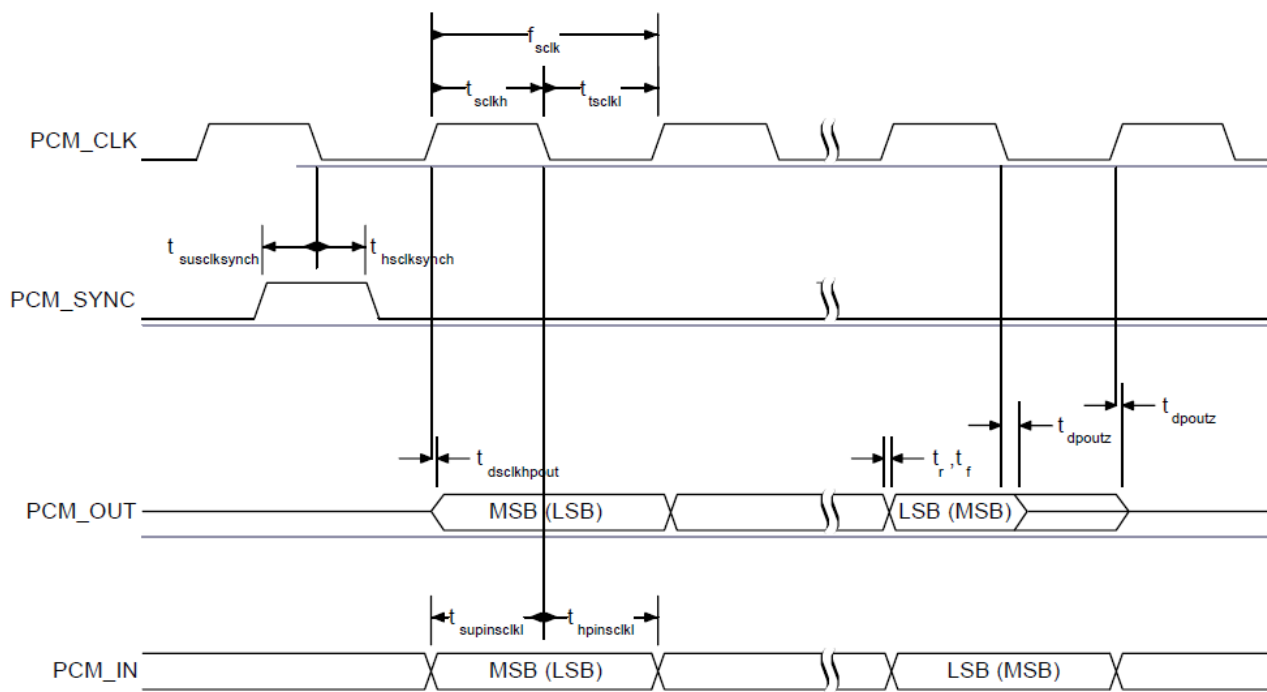 f sclk
t sclkh
t tsclkl
PCM_CLK
t susclksynch
t hsclksynch
PCM_SYNC
t dpoutz
t dpoutz
t dsclkhpout
t r ,t f
PCM_OUT
MSB (LSB)
LSB (MSB)
t supinsclkl
t hpinsclkl
PCM_IN
MSB (LSB)
LSB (MSB)